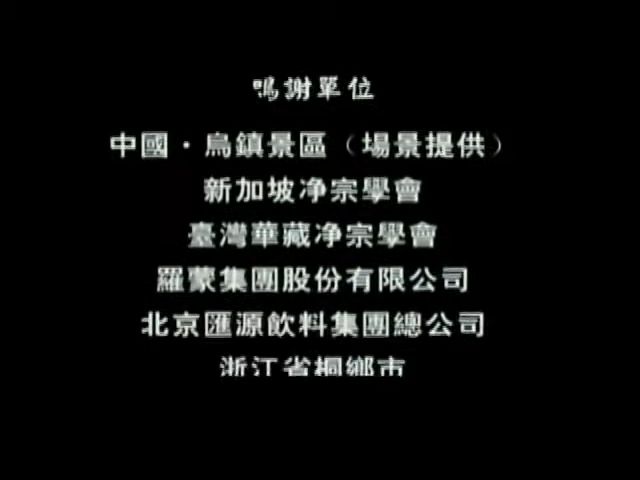 鳴謝單位
中國·烏鎮景區（場景提供）
新加坡净宗學會
臺灣華藏净宗學會
羅蒙集團股份有限公司
北京匯源飲料集團總公司
浙江省桐鄉市